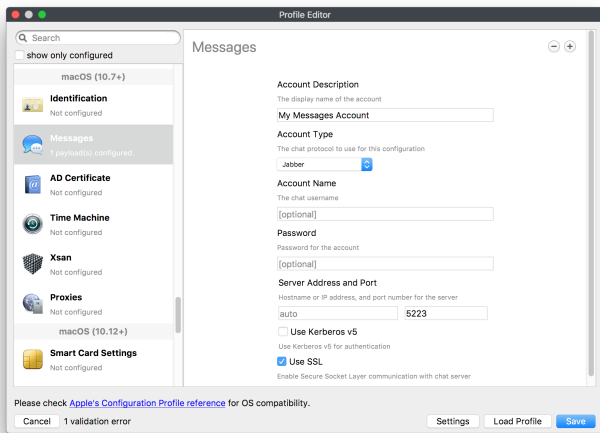 Profile Editor
Search
show only configured
macOS (10.7+)
Identification
Not configured
Messages
1 payload(s) configured
AD Certificate
Not configured
Time Machine
Not configured
Xsan
Not configured
Proxies
Not configured
macOS (10.12+)
Smart Card Settings
Not configured
Messages
Account Description
The display name of the account
My Messages Account
Account Type
The chat protocol to use for this configuration
Jabber
Account Name
The chat username
[optional]
Password
Password for the account
[optional]
Server Address and Port
Hostname or IP address, and port number for the server
auto 5223
Use Kerberos v5
Use Kerberos v5 for authentication
Use SSL
Enable Secure Socket Layer communication with chat server
Please check Apple's Configuration Profile reference for OS compatibility.
Cancel 1 validation error Settings Load Profile Save